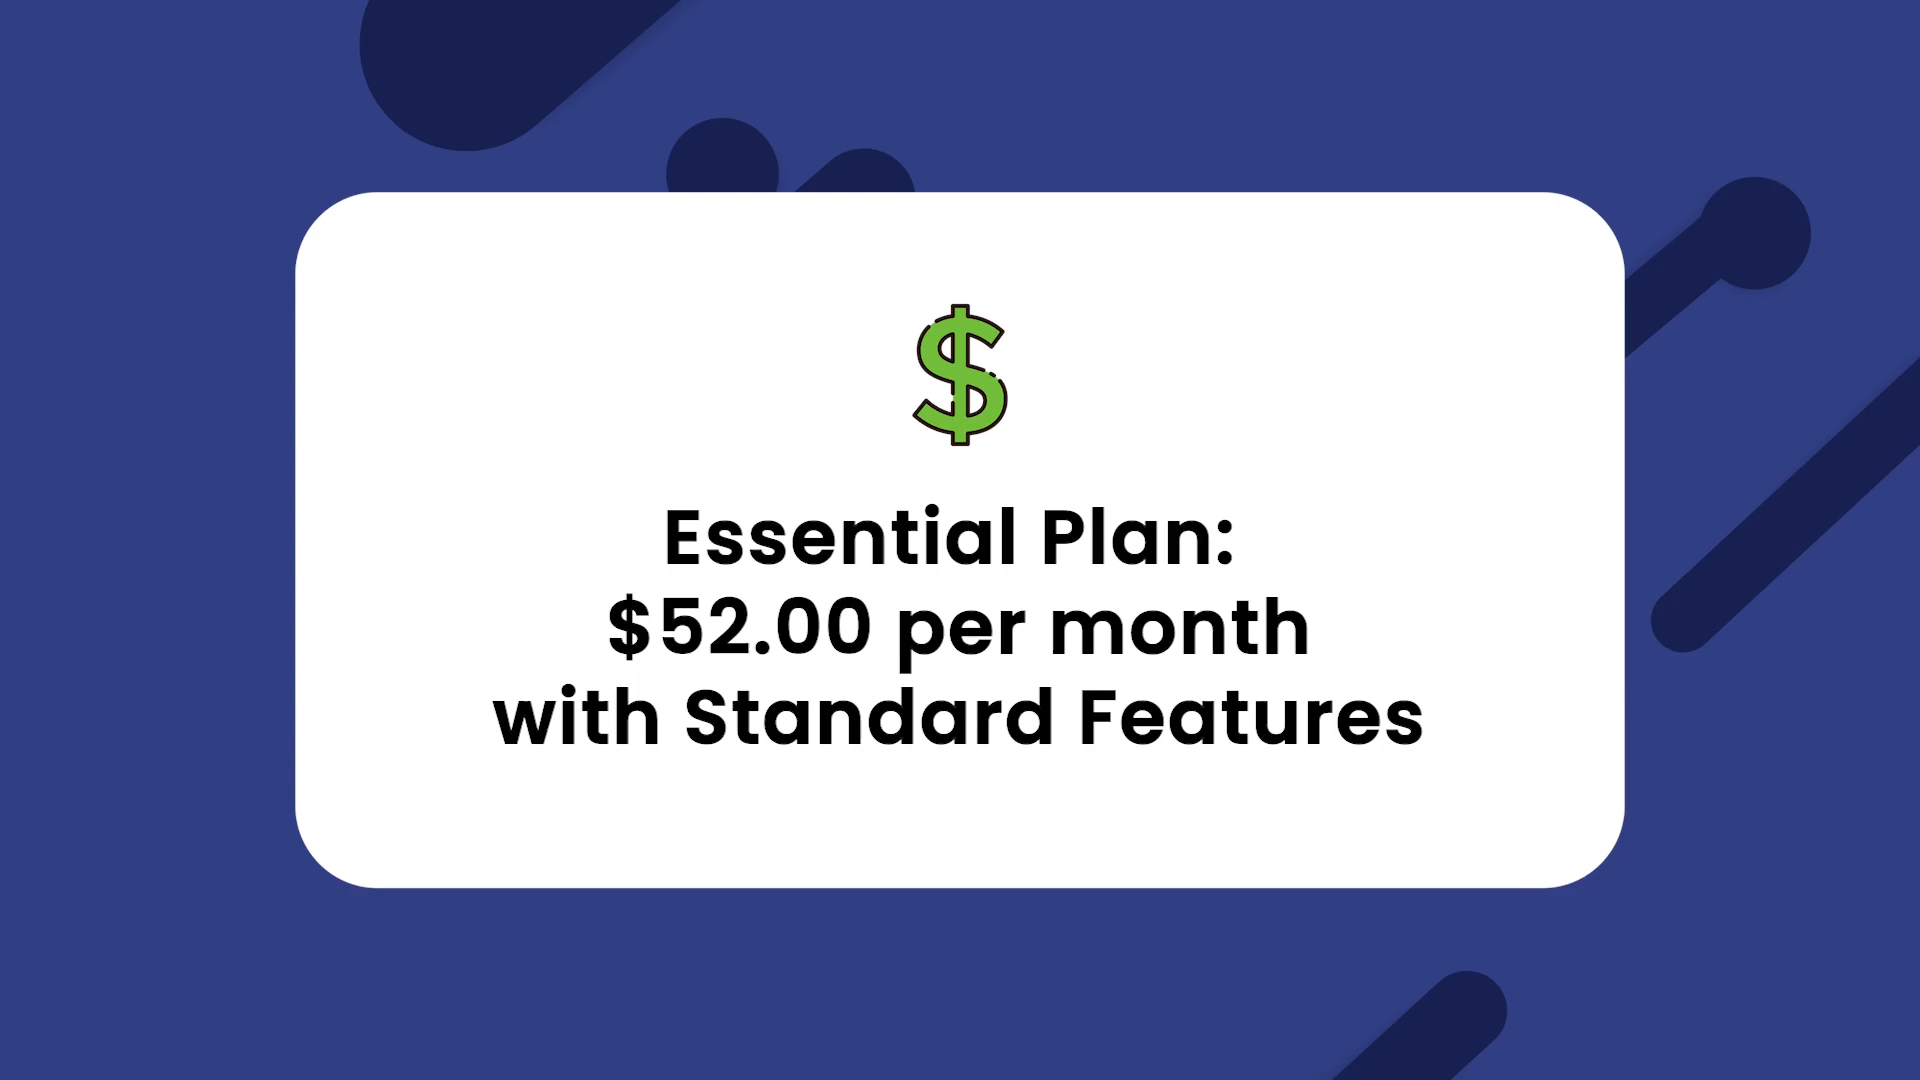 $
Essential Plan:
$52.00 per month
with Standard Features